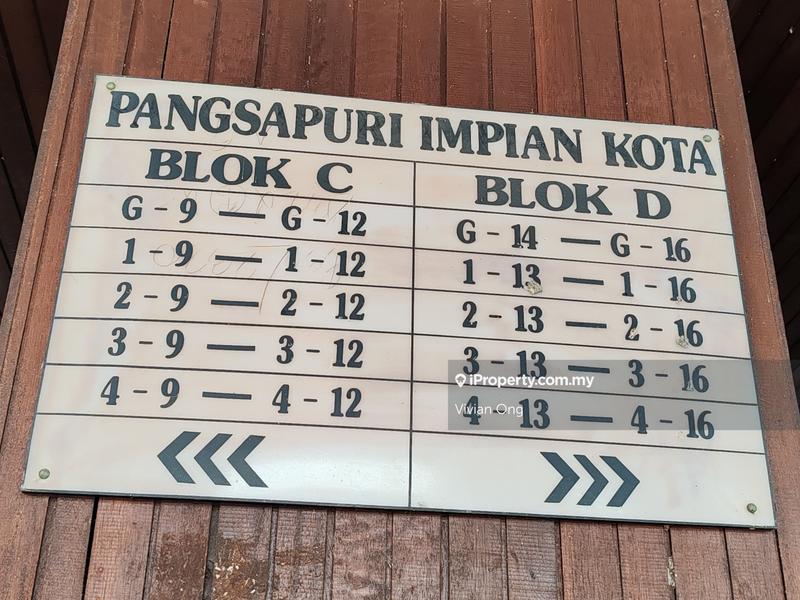 PANGSAPURI IMPIAN KOTA
BLOK C
G - 9 — G - 12
1 - 9 — 1 - 12
2 - 9 — 2 - 12
3 - 9 — 3 - 12
4 - 9 — 4 - 12
<<<
BLOK D
G - 14 — G - 16
1 - 13 — 1 - 16
2 - 13 — 2 - 16
3 - 13 — 3 - 16
4 - 13 — 4 - 16
>>>
iProperty.com.my
Vivian Ong